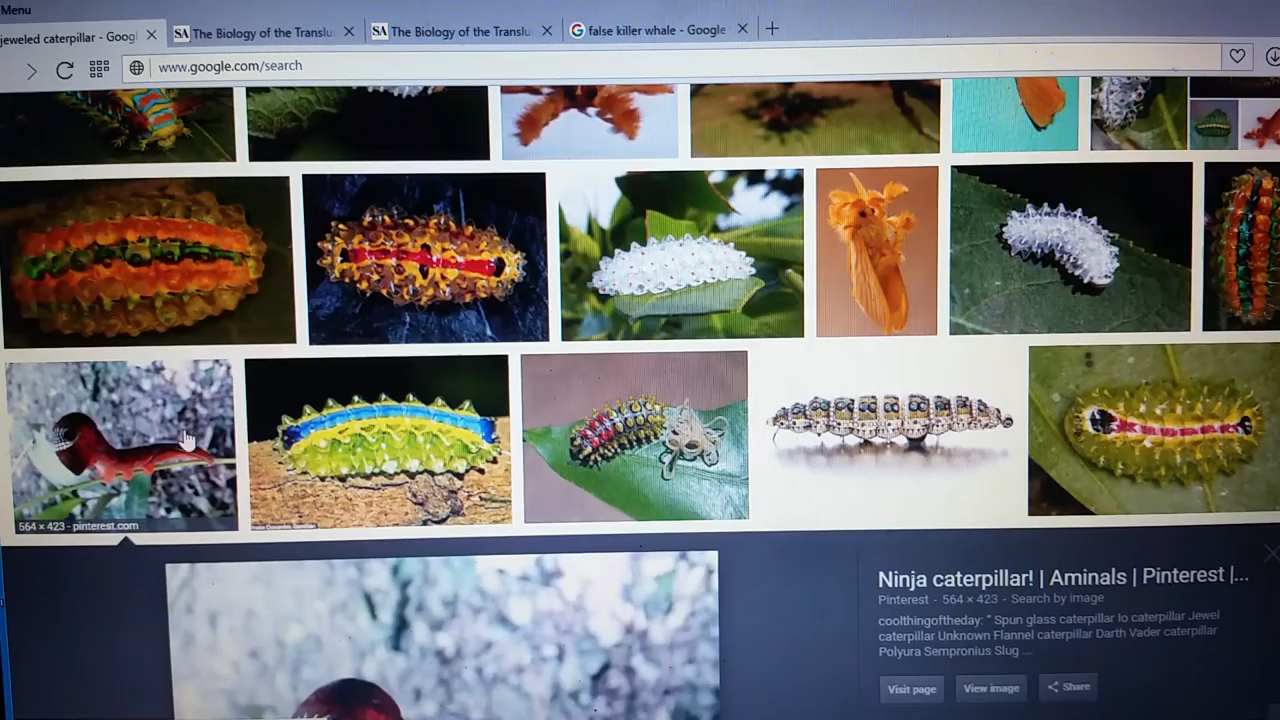 Menu
jeweled caterpillar - Googl
SA The Biology of the Translu
SA The Biology of the Translu
G false killer whale - Google
www.google.com/search
564 × 423 - pinterest.com
Ninja caterpillar! | Aminals | Pinterest |...
Pinterest - 564 × 423 - Search by image
coolthingoftheday: " Spun glass caterpillar Io caterpillar Jewel
caterpillar Unknown Flannel caterpillar Darth Vader caterpillar
Polyura Sempronius Slug ...
Visit page
View image
Share